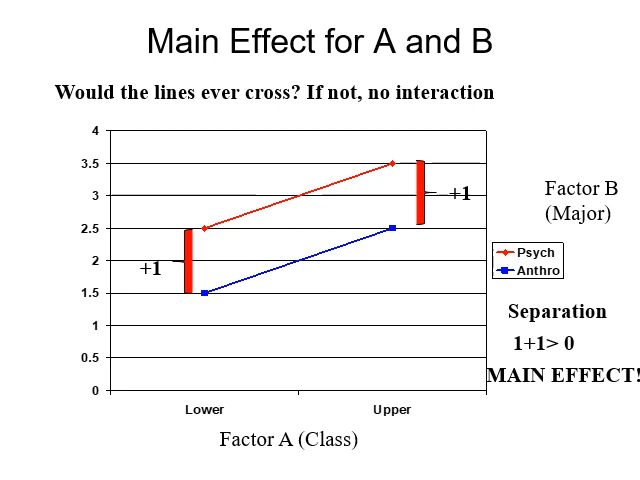 Main Effect for A and B
Would the lines ever cross? If not, no interaction
4
3.5
3
2.5
2
1.5
1
0.5
0
+1
+1
Lower
Upper
Factor A (Class)
Factor B
(Major)
Psych
Anthro
Separation
1+1> 0
MAIN EFFECT!